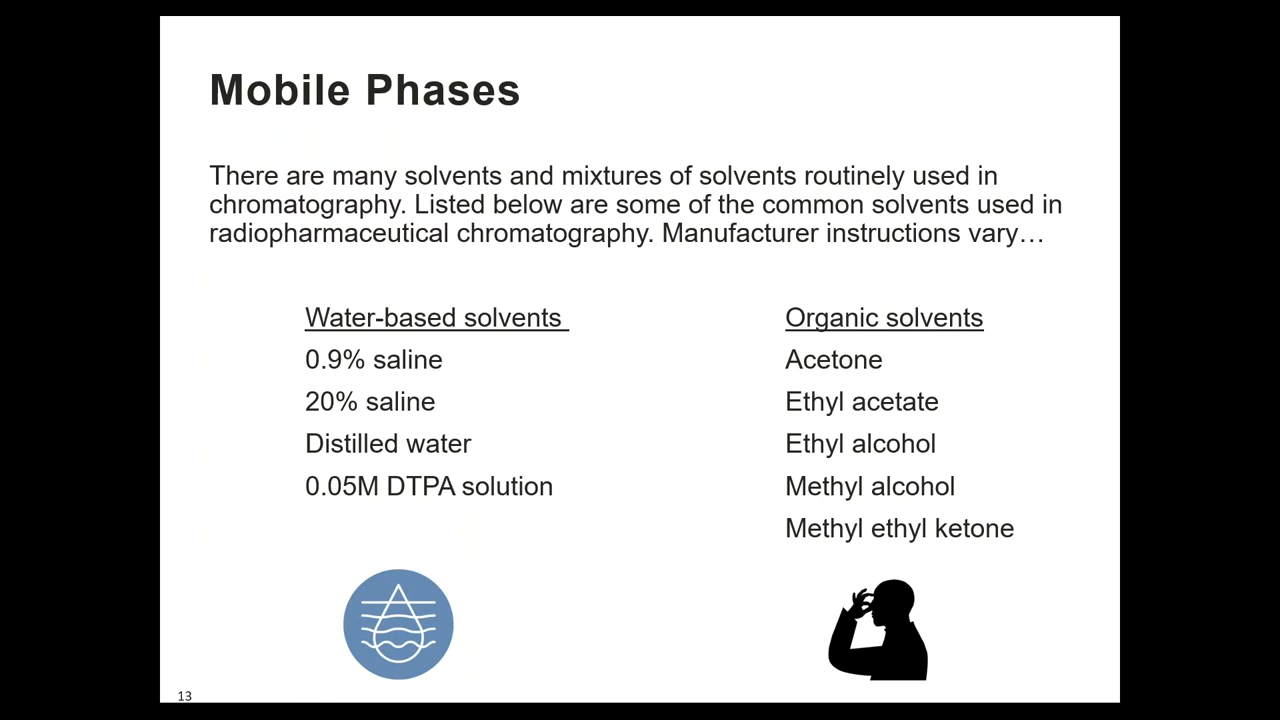 Mobile Phases
There are many solvents and mixtures of solvents routinely used in
chromatography. Listed below are some of the common solvents used in
radiopharmaceutical chromatography. Manufacturer instructions vary…
Water-based solvents
0.9% saline
20% saline
Distilled water
0.05M DTPA solution
Organic solvents
Acetone
Ethyl acetate
Ethyl alcohol
Methyl alcohol
Methyl ethyl ketone
13